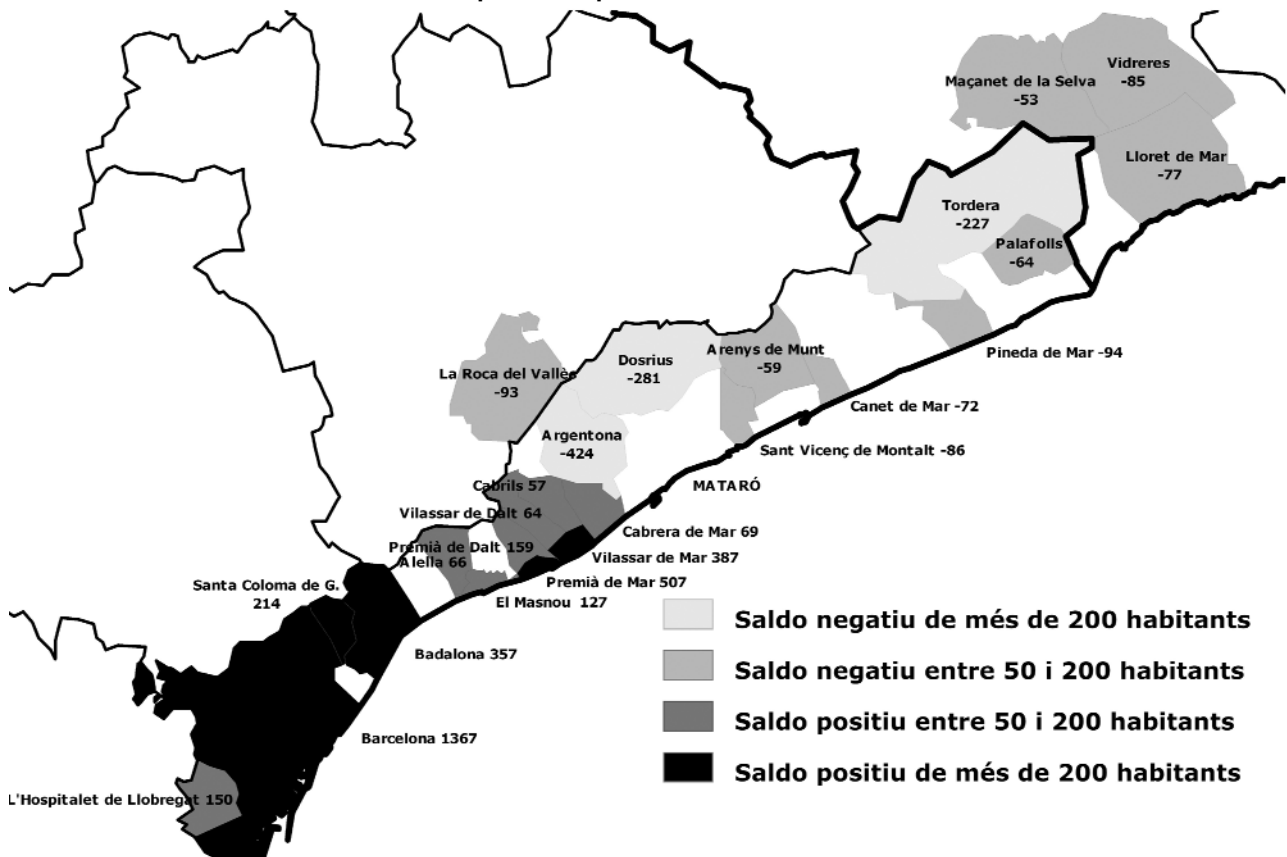 Vidreres
-85
Maçanet de la Selva
-53
Lloret de Mar
-77
Tordera
-227
Palafolls
-64
Pineda de Mar -94
Arenys de Munt
-59
Dosrius
-281
La Roca del Vallès
-93
Canet de Mar -72
Argentona
-424
Sant Vicenç de Montalt -86
Cabrils 57
MATARÓ
Vilassar de Dalt 64
Cabrera de Mar 69
Premià de Dalt 159
Vilassar de Mar 387
Alella 66
Premià de Mar 507
Santa Coloma de G.
214
El Masnou 127
Badalona 357
Barcelona 1367
L'Hospitalet de Llobregat 150
Saldo negatiu de més de 200 habitants
Saldo negatiu entre 50 i 200 habitants
Saldo positiu entre 50 i 200 habitants
Saldo positiu de més de 200 habitants